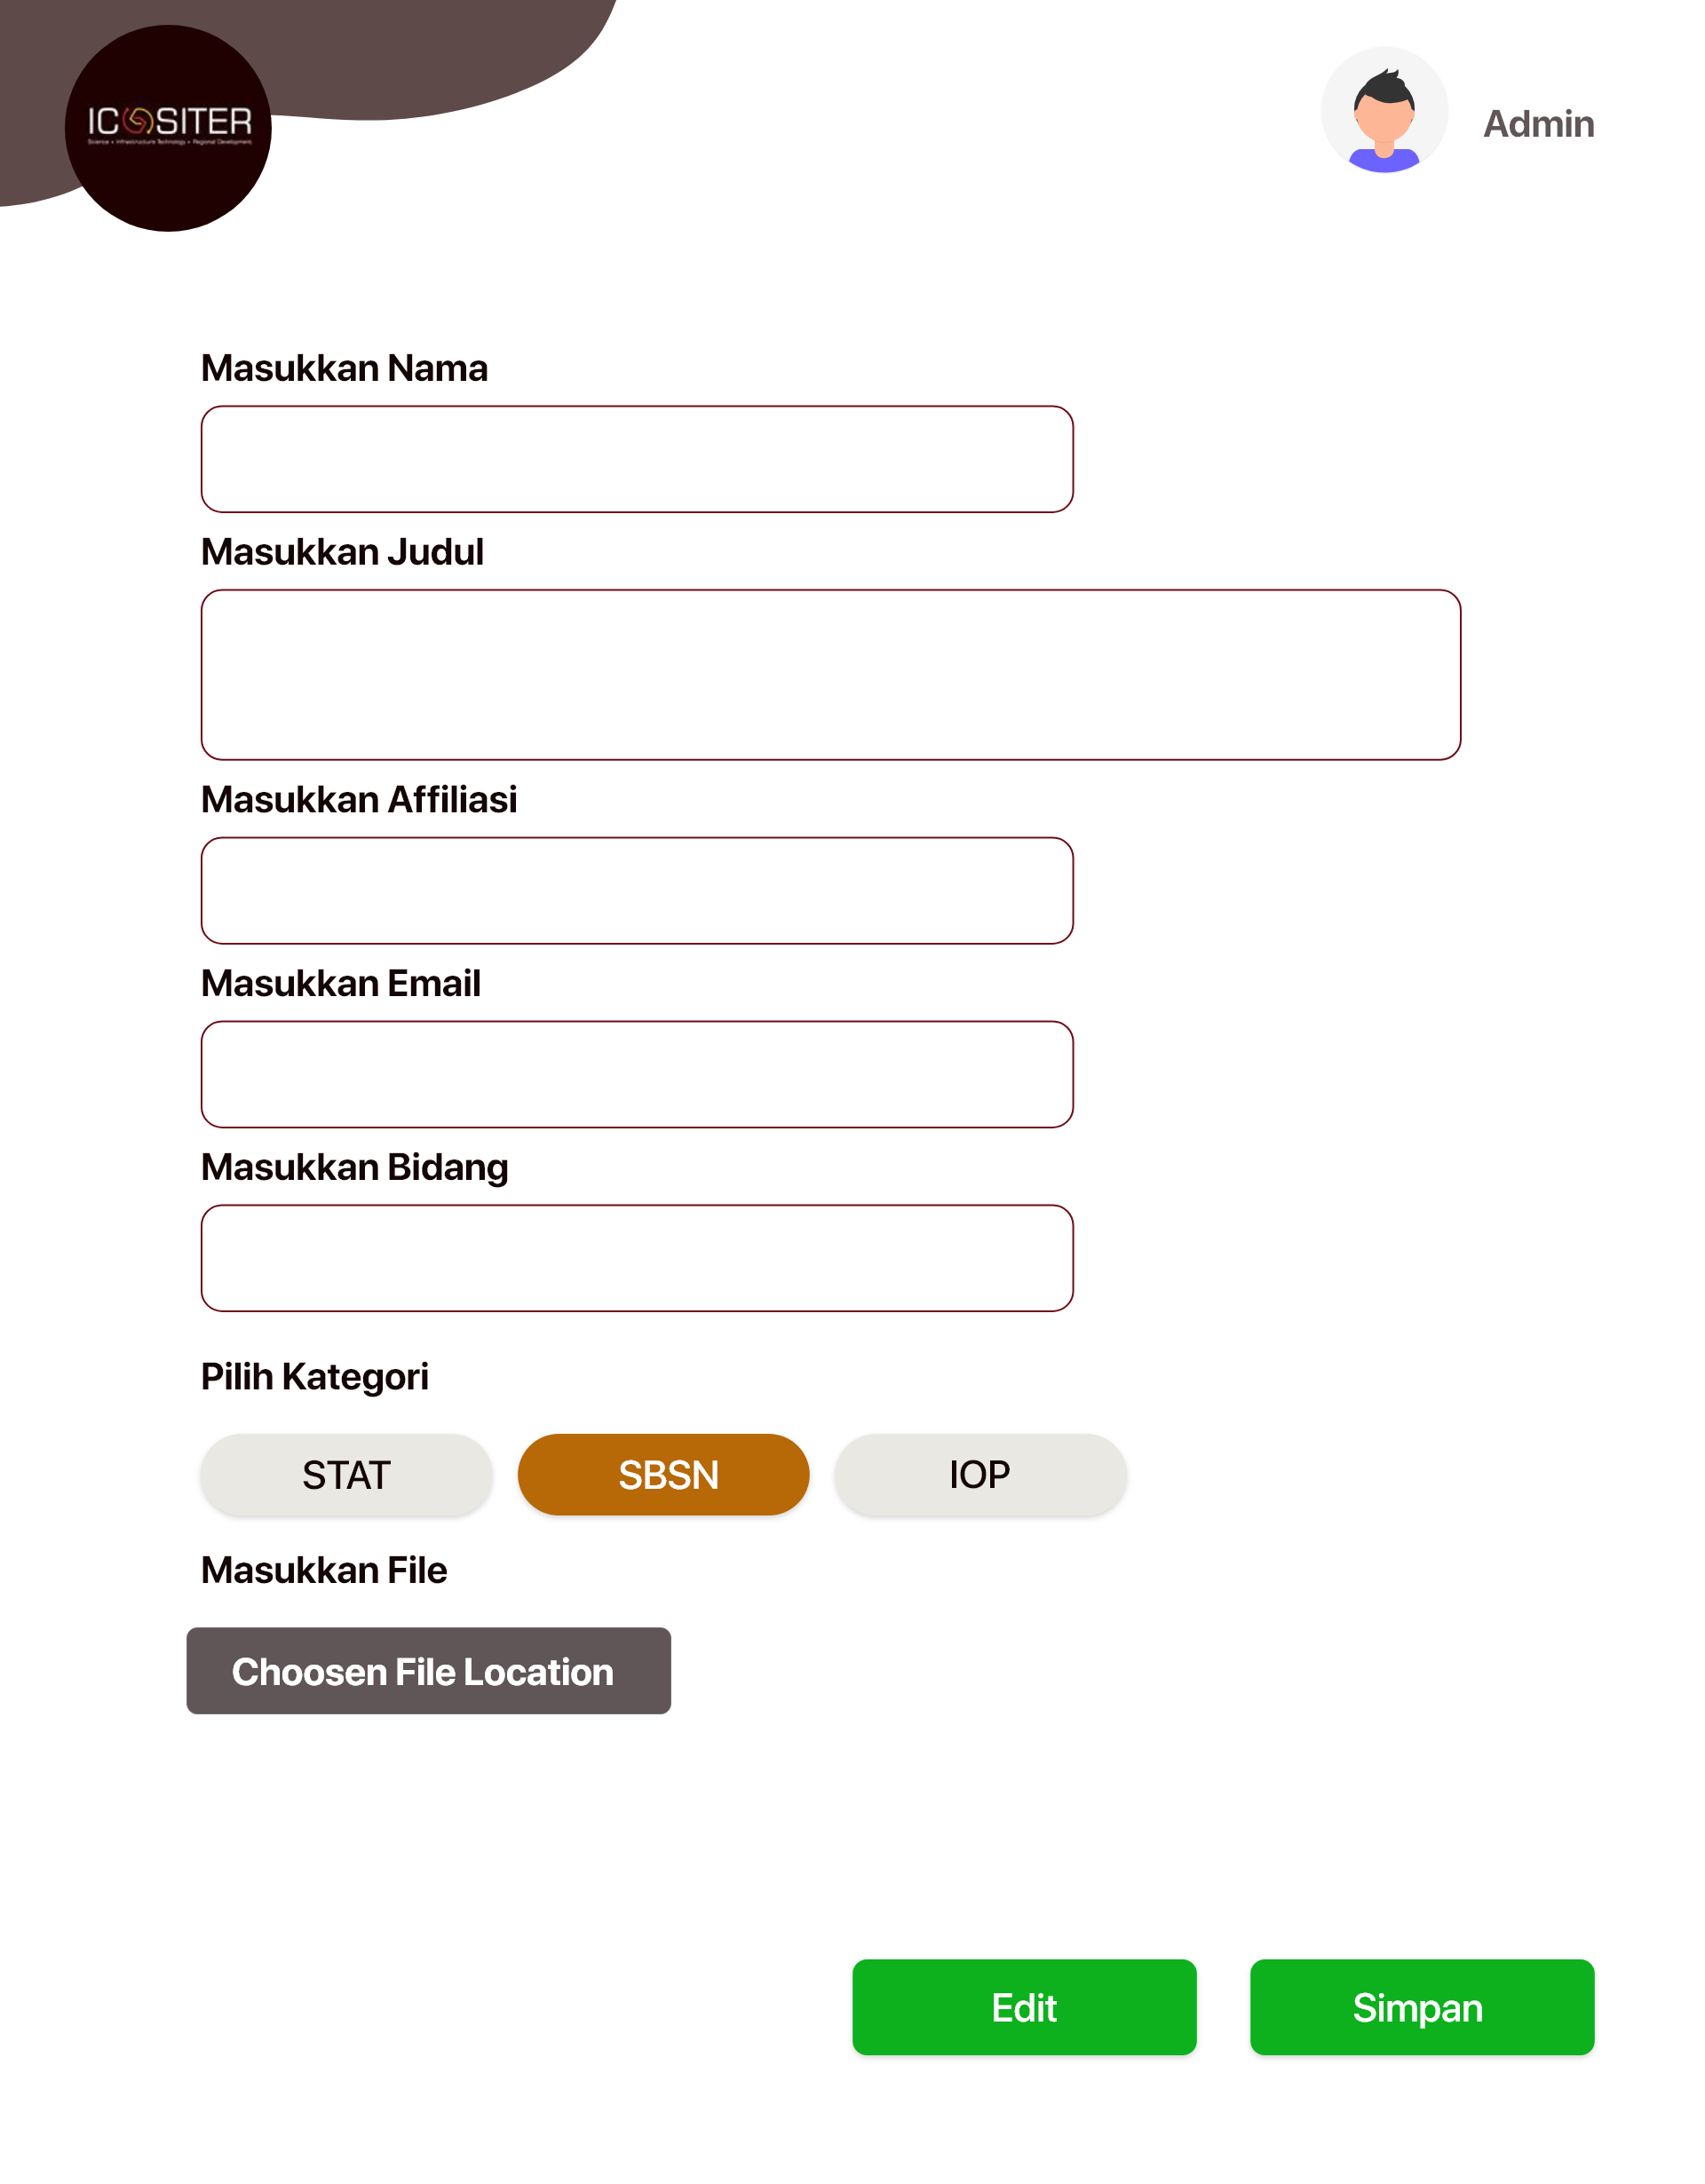 ICOSITER
Science • Infrastructure Technology • Regional Development
Admin
Masukkan Nama
Masukkan Judul
Masukkan Affiliasi
Masukkan Email
Masukkan Bidang
Pilih Kategori
STAT
SBSN
IOP
Masukkan File
Choosen File Location
Edit
Simpan